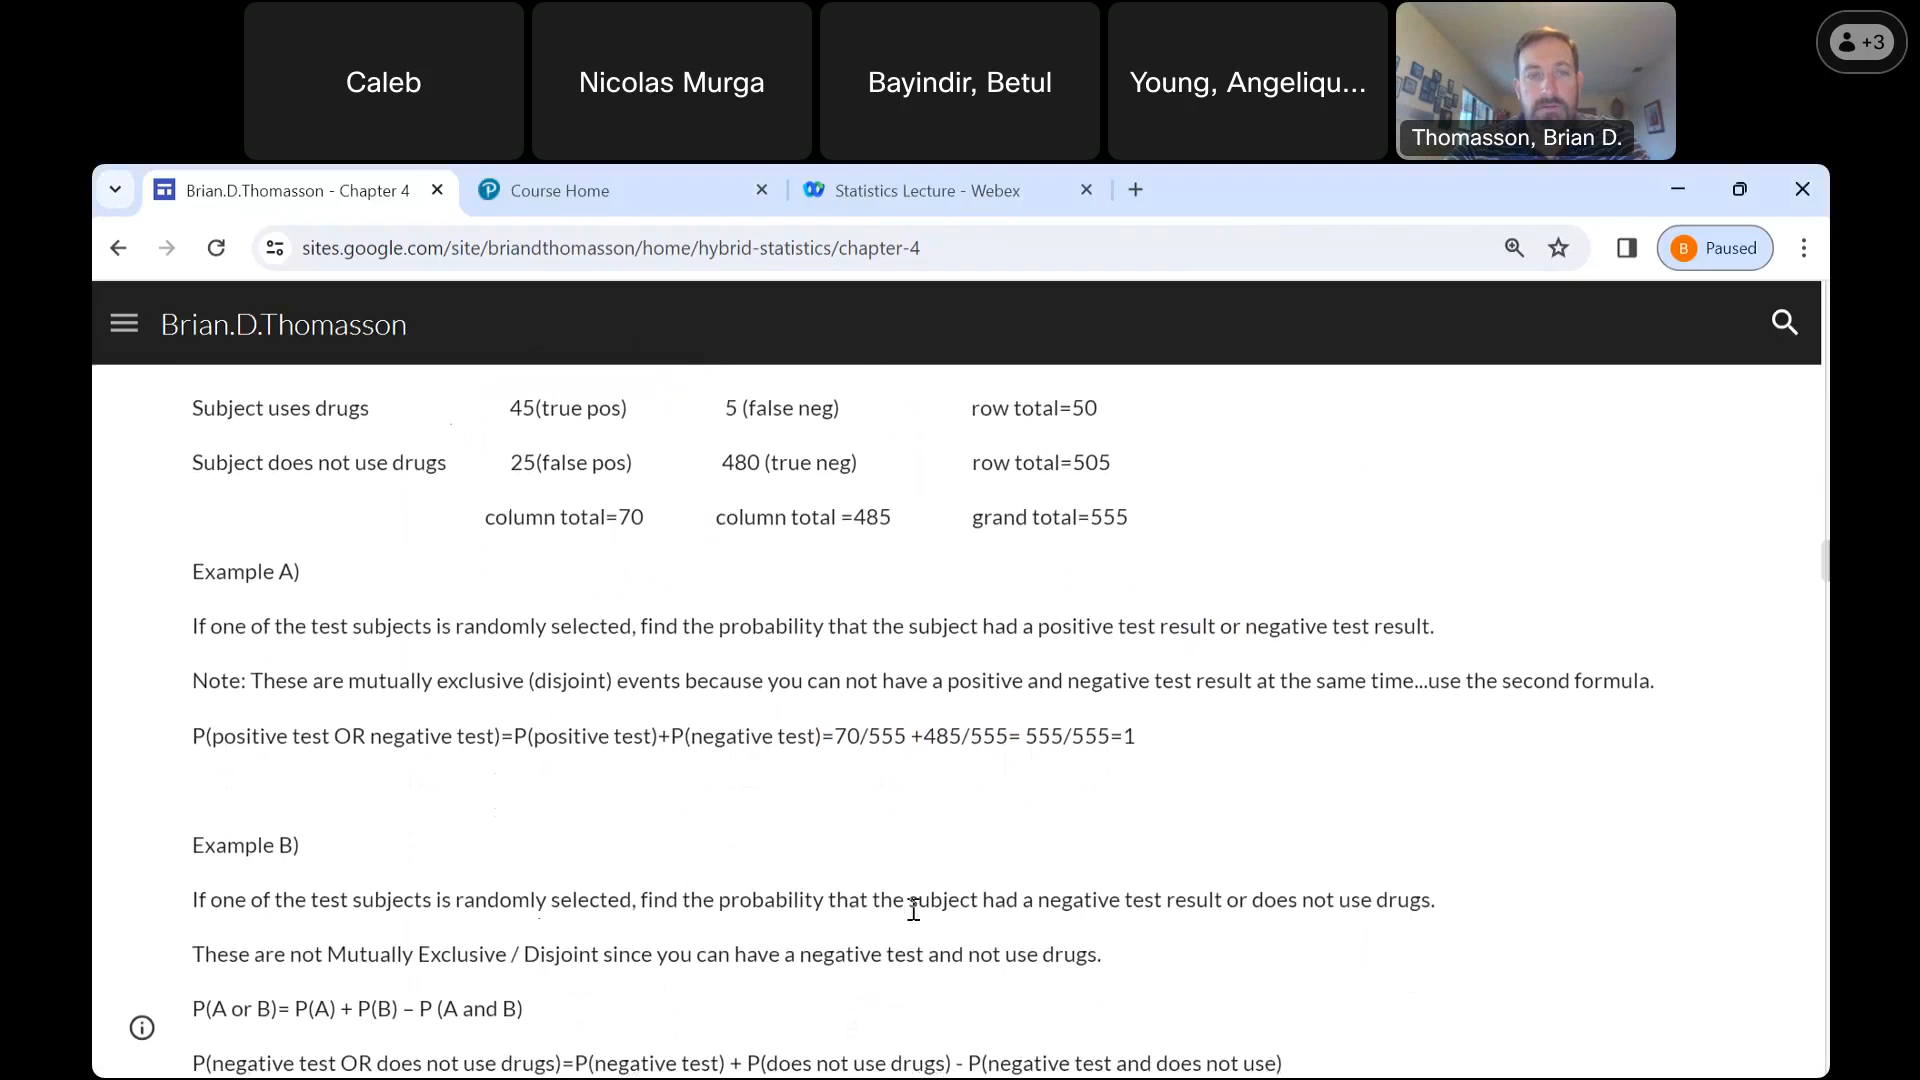 Caleb
Nicolas Murga
Bayindir, Betul
Young, Angeliqu...
Thomasson, Brian D.
+3
Brian.D.Thomasson - Chapter 4
Course Home
Statistics Lecture - Webex
sites.google.com/site/briandthomasson/home/hybrid-statistics/chapter-4
B Paused
Brian.D.Thomasson
Subject uses drugs 45(true pos) 5 (false neg) row total=50
Subject does not use drugs 25(false pos) 480 (true neg) row total=505
column total=70 column total =485 grand total=555
Example A)
If one of the test subjects is randomly selected, find the probability that the subject had a positive test result or negative test result.
Note: These are mutually exclusive (disjoint) events because you can not have a positive and negative test result at the same time...use the second formula.
P(positive test OR negative test)=P(positive test)+P(negative test)=70/555 +485/555= 555/555=1
Example B)
If one of the test subjects is randomly selected, find the probability that the subject had a negative test result or does not use drugs.
These are not Mutually Exclusive / Disjoint since you can have a negative test and not use drugs.
P(A or B)= P(A) + P(B) – P (A and B)
P(negative test OR does not use drugs)=P(negative test) + P(does not use drugs) - P(negative test and does not use)